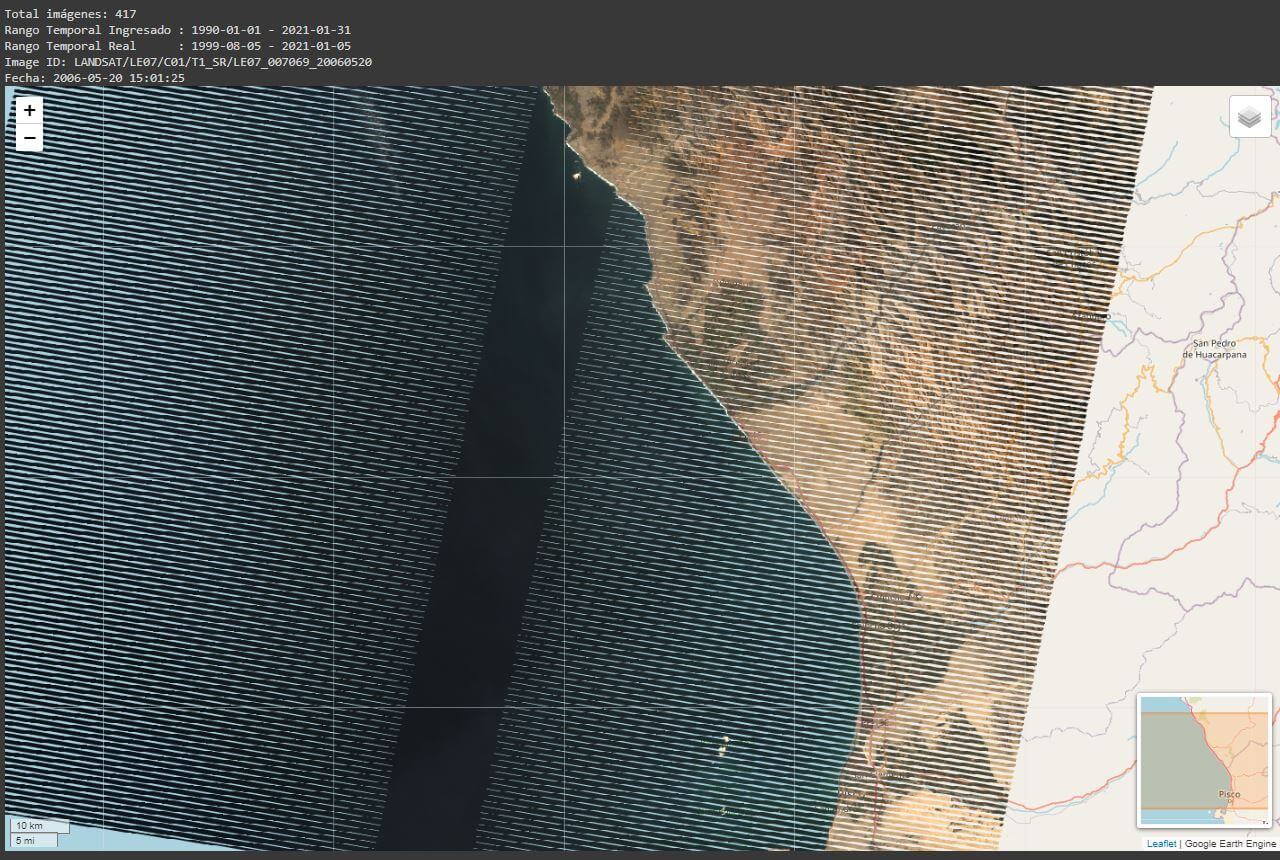 Total imágenes: 417
Rango Temporal Ingresado : 1990-01-01 - 2021-01-31
Rango Temporal Real     : 1999-08-05 - 2021-01-05
Image ID: LANDSAT/LE07/C01/T1_SR/LE07_007069_20060520
Fecha: 2006-05-20 15:01:25
+
−
San Pedro
de Huacarpana
Pisco
10 km
5 mi
Leaflet | Google Earth Engine